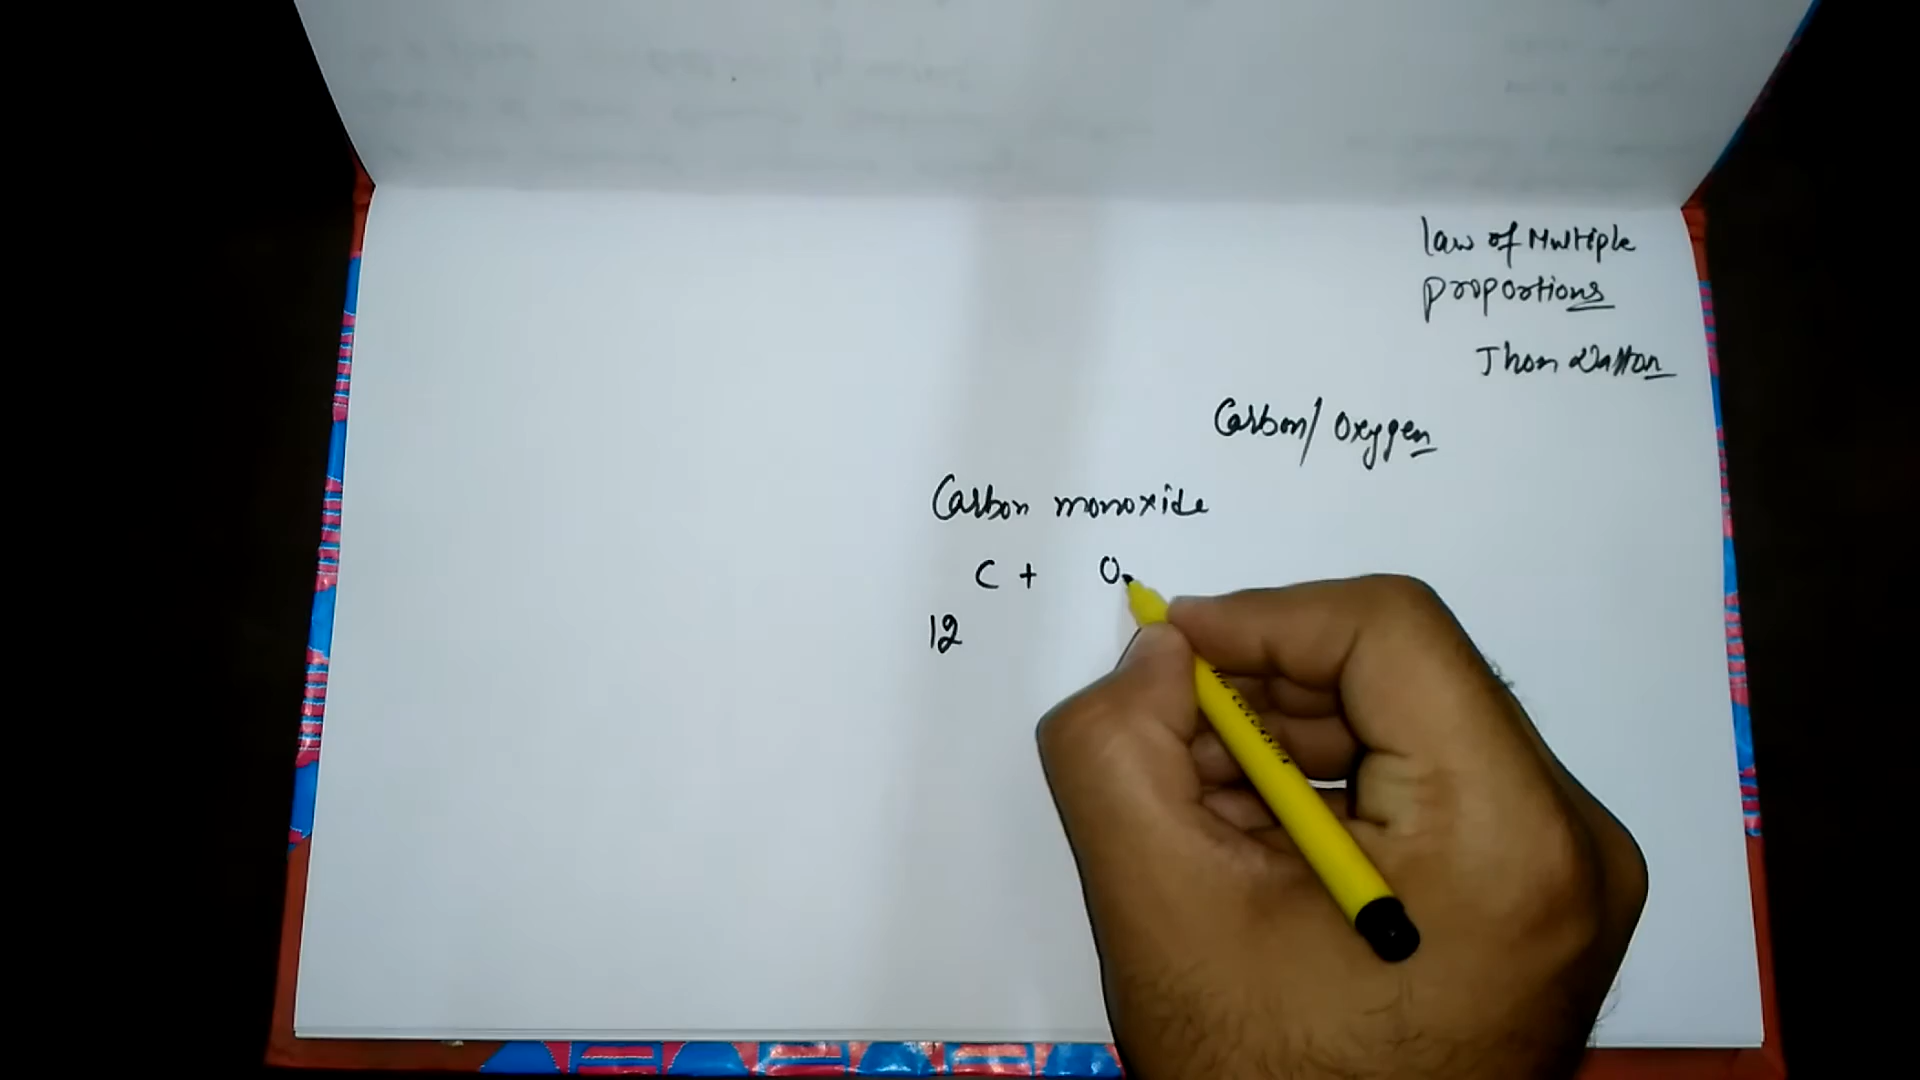 law of Multiple
proportions
Jhon Dalton
Carbon/ Oxygen
Carbon monoxide
C + O
12